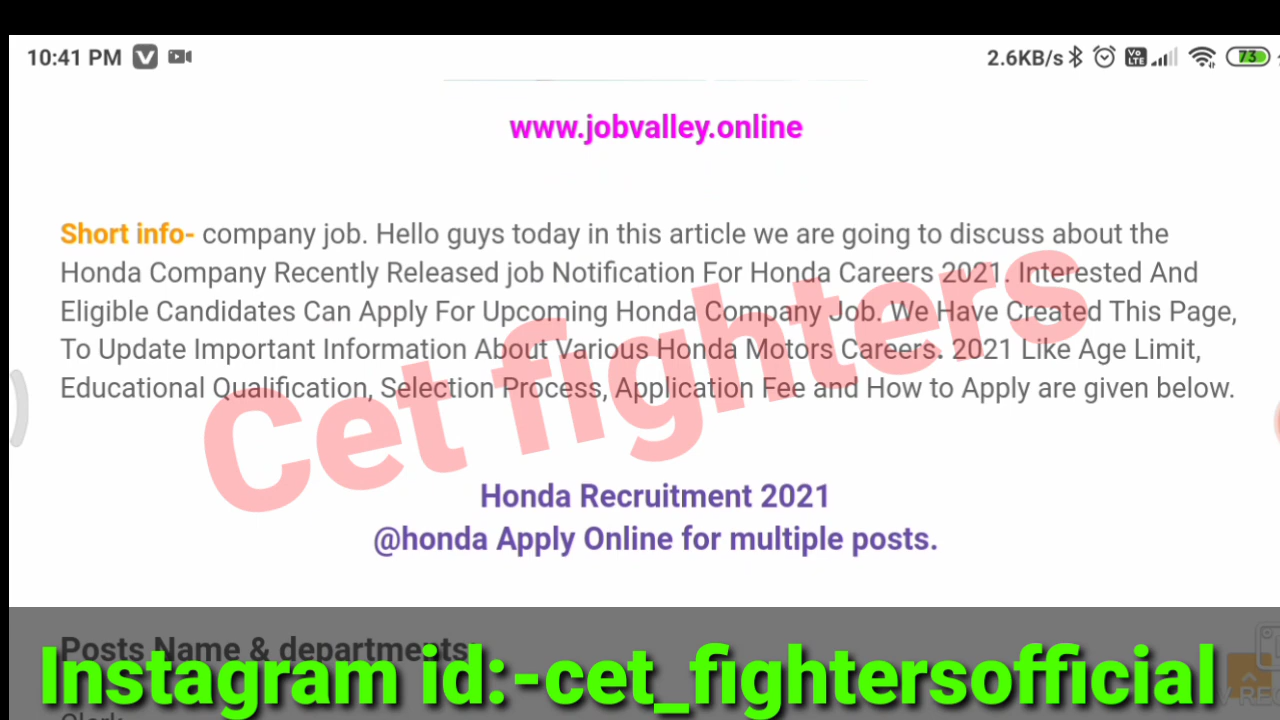 10:41 PM
2.6KB/s
Vo LTE
73
www.jobvalley.online
Short info- company job. Hello guys today in this article we are going to discuss about the
Honda Company Recently Released job Notification For Honda Careers 2021. Interested And
Eligible Candidates Can Apply For Upcoming Honda Company Job. We Have Created This Page,
To Update Important Information About Various Honda Motors Careers. 2021 Like Age Limit,
Educational Qualification, Selection Process, Application Fee and How to Apply are given below.
Cet fighters
Honda Recruitment 2021
@honda Apply Online for multiple posts.
Posts Name & departments
Instagram id:-cet_fightersofficial
Clerk